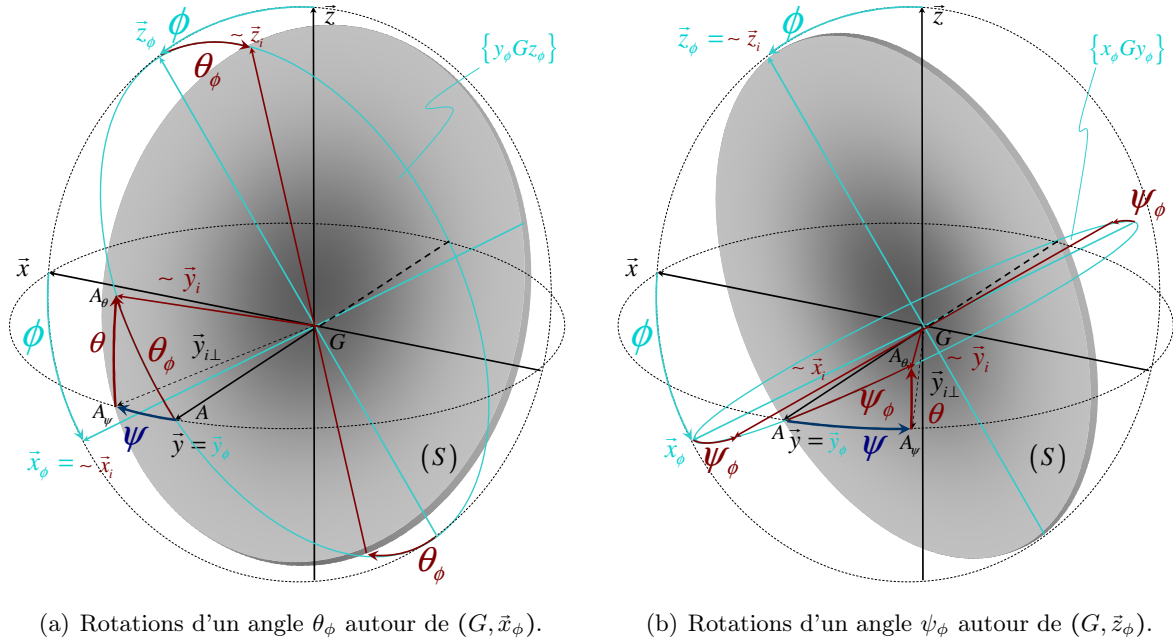 ϕ
z⃗
z⃗_ϕ
~ z⃗_i
{y_ϕ G z_ϕ}
θ_ϕ
x⃗
~ y⃗_i
A_θ
G
ϕ
θ
θ_ϕ
y⃗_{i⊥}
A_ψ
A
ψ
y⃗ = y⃗_ϕ
x⃗_ϕ = ~ x⃗_i
(S)
θ_ϕ
(a) Rotations d'un angle θ_ϕ autour de (G, x⃗_ϕ).
ϕ
z⃗
z⃗_ϕ = ~ z⃗_i
{x_ϕ G y_ϕ}
ψ_ϕ
x⃗
G
ϕ
A_θ
~ y⃗_i
~ x⃗_i
y⃗_{i⊥}
ψ_ϕ
θ
A
y⃗ = y⃗_ϕ
ψ
A_ψ
x⃗_ϕ
ψ_ϕ
(S)
(b) Rotations d'un angle ψ_ϕ autour de (G, z⃗_ϕ).